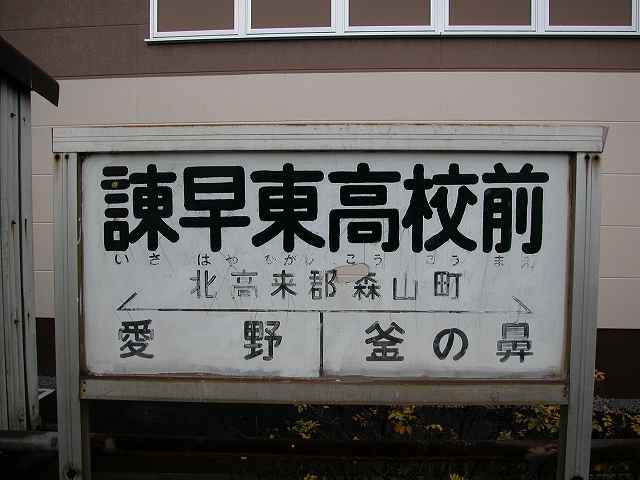 諫早東高校前
いさはやひがしこうこうまえ
北高来郡森山町
愛野 釜の鼻